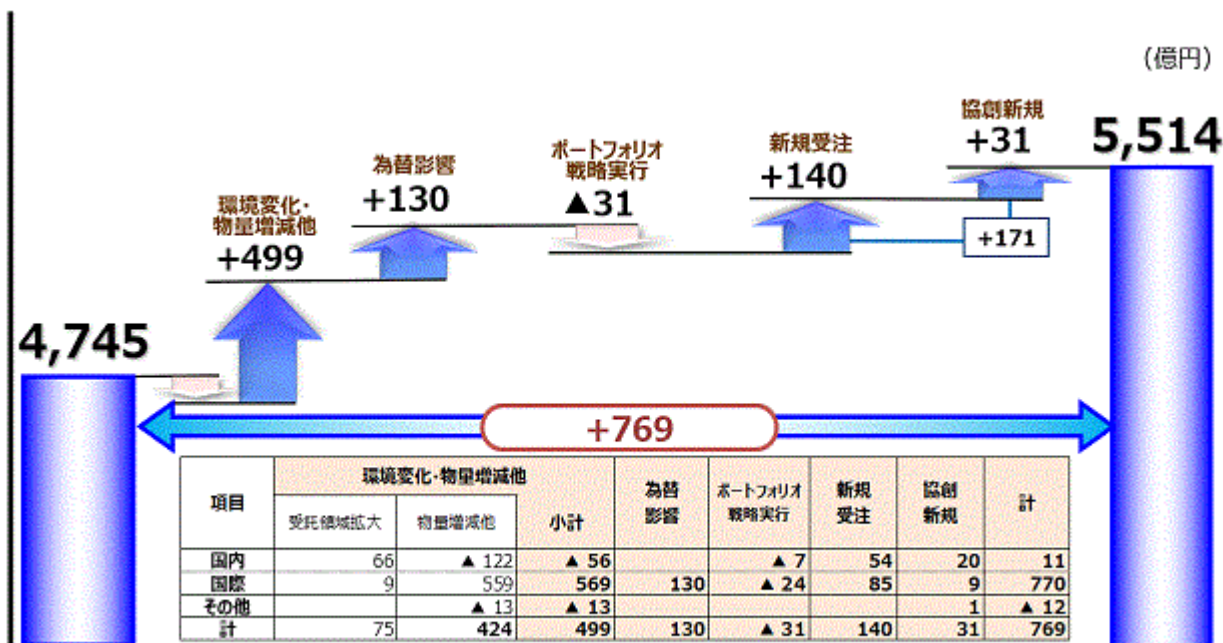 (億円)
協創新規
+31
5,514
新規受注
+140
ポートフォリオ
戦略実行
▲31
為替影響
+130
環境変化・
物量増減他
+499
+171
4,745
+769
項目 環境変化・物量増減他 為替影響 ポートフォリオ戦略実行 新規受注 協創新規 計
受託領域拡大 物量増減他 小計
国内 66 ▲ 122 ▲ 56 ▲ 7 54 20 11
国際 9 559 569 130 ▲ 24 85 9 770
その他 ▲ 13 ▲ 13 1 ▲ 12
計 75 424 499 130 ▲ 31 140 31 769